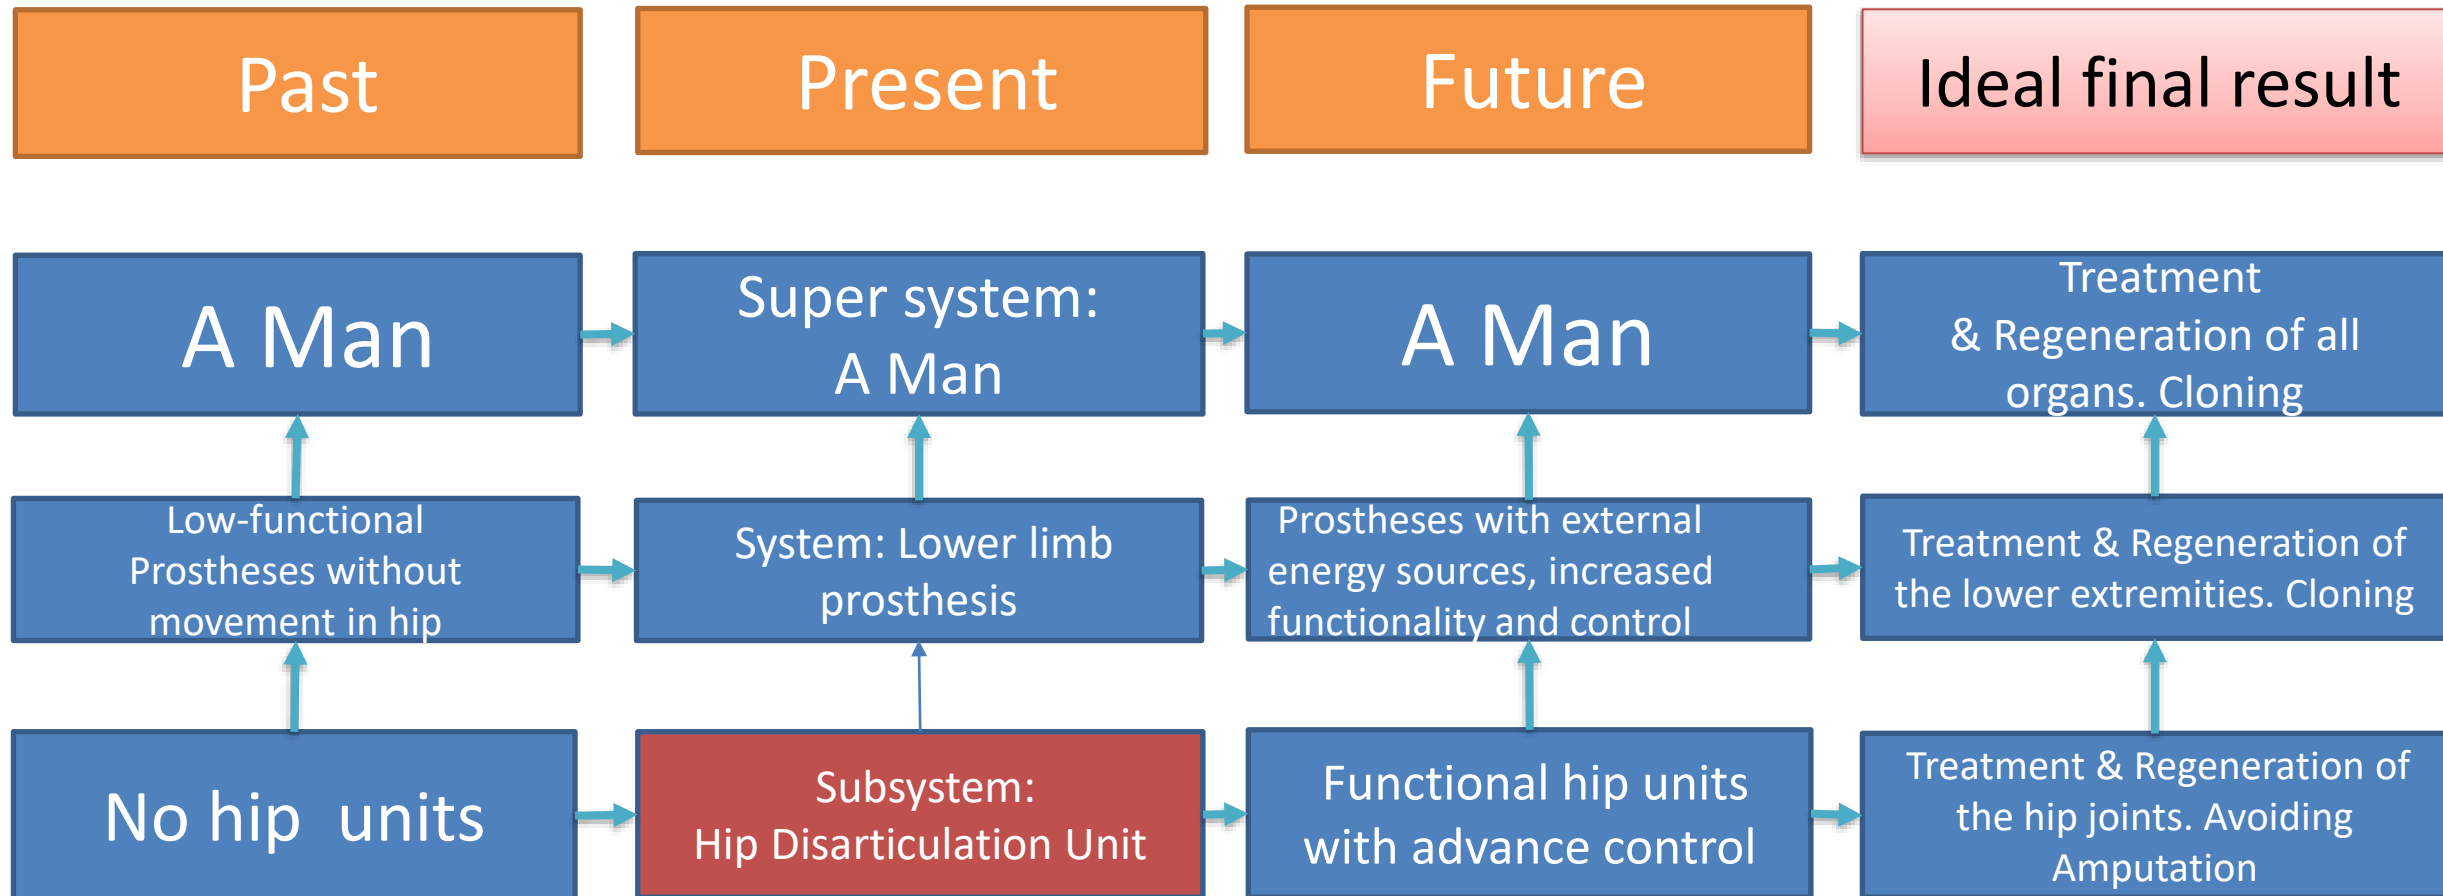 Past
Present
Future
Ideal final result
A Man
Super system:
A Man
A Man
Treatment
& Regeneration of all
organs. Cloning
Low-functional
Prostheses without
movement in hip
System: Lower limb
prosthesis
Prostheses with external
energy sources, increased
functionality and control
Treatment & Regeneration of
the lower extremities. Cloning
No hip  units
Subsystem:
Hip Disarticulation Unit
Functional hip units
with advance control
Treatment & Regeneration of
the hip joints. Avoiding
Amputation